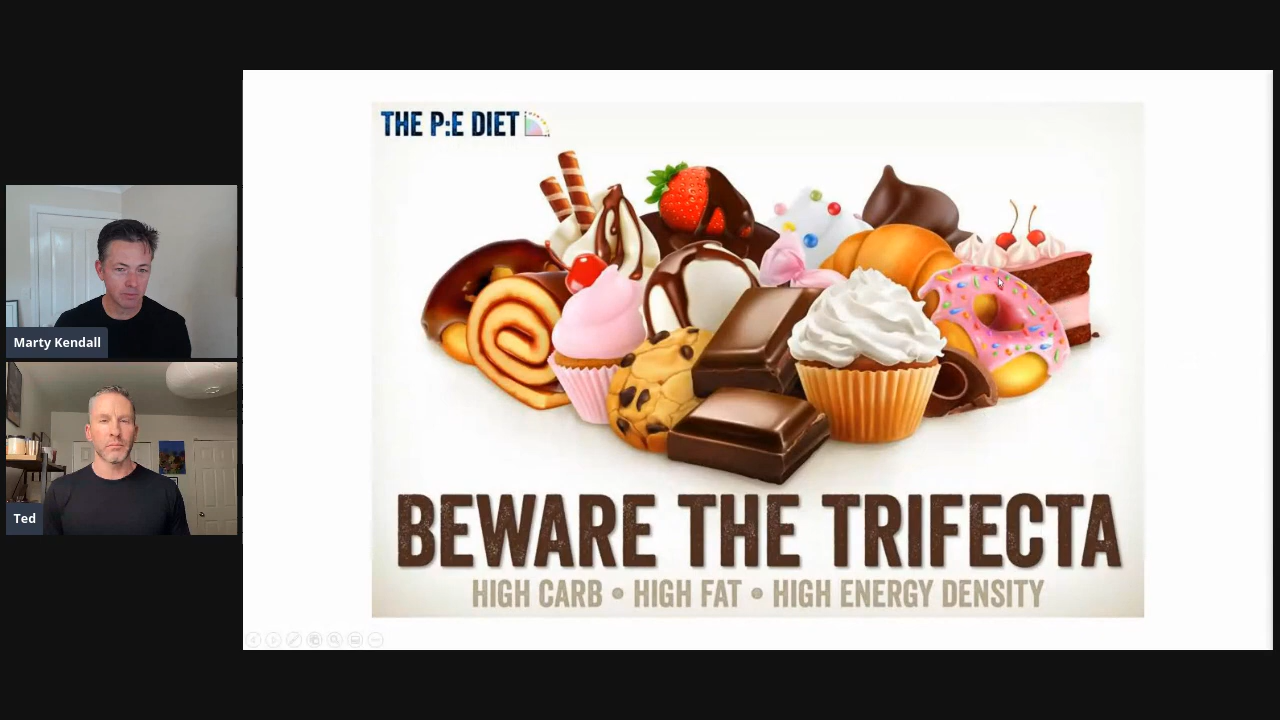 THE P:E DIET
Marty Kendall
Ted
BEWARE THE TRIFECTA
HIGH CARB • HIGH FAT • HIGH ENERGY DENSITY